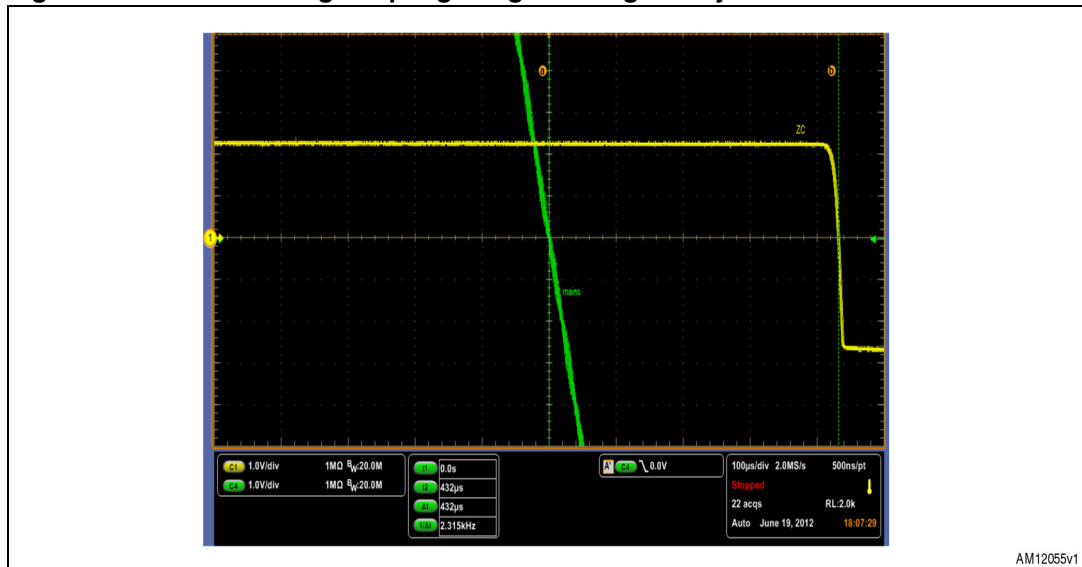 a
b
ZC
1
mains
C1 1.0V/div 1MΩ BW:20.0M
C4 1.0V/div 1MΩ BW:20.0M
t1 0.0s
t2 432µs
Δt 432µs
1/Δt 2.315kHz
A' C4 0.0V
100µs/div 2.0MS/s 500ns/pt
Stopped
22 acqs RL:2.0k
Auto June 19, 2012 18:07:29
AM12055v1